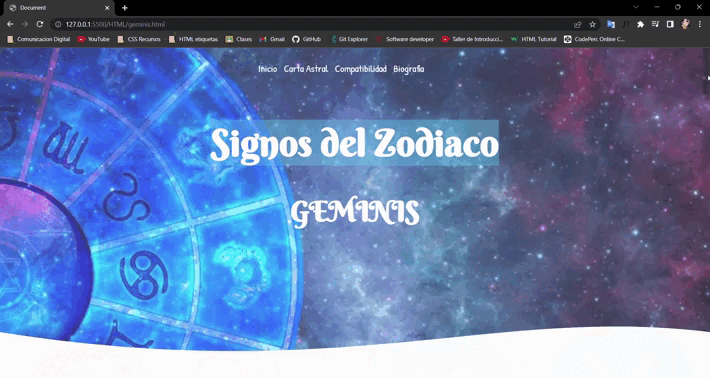 Document
127.0.0.1:5500/HTML/geminis.html
Comunicacion Digital
YouTube
CSS Recursos
HTML etiquetas
Clases
Gmail
GitHub
Git Explorer
Software developer
Taller de Introducci...
HTML Tutorial
CodePen: Online C...
Inicio Carta Astral Compatibilidad Biografia
Signos del Zodiaco
GEMINIS